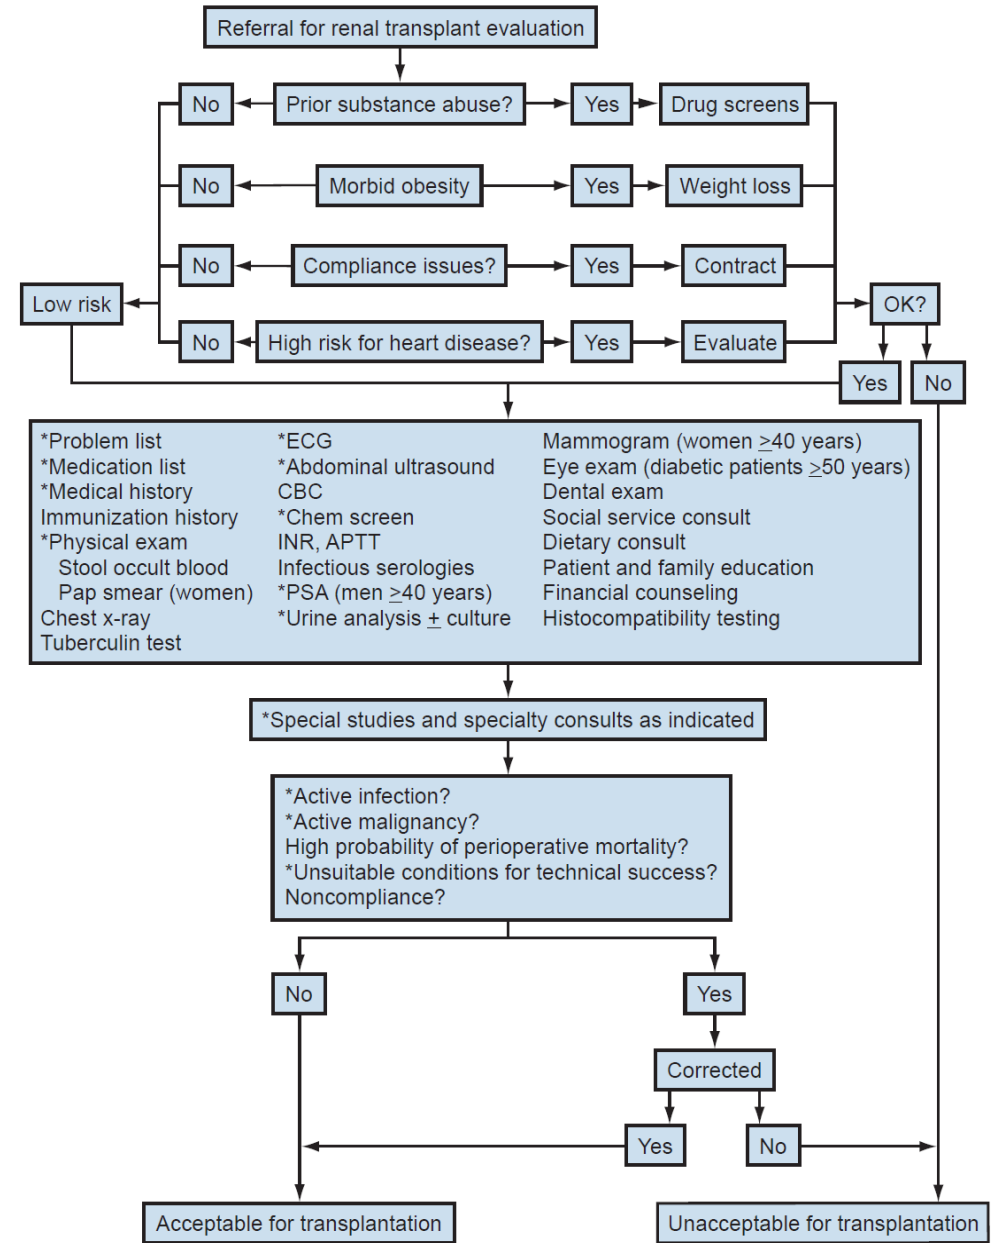 Referral for renal transplant evaluation
No
Prior substance abuse?
Yes
Drug screens
No
Morbid obesity
Yes
Weight loss
No
Compliance issues?
Yes
Contract
Low risk
OK?
No
High risk for heart disease?
Yes
Evaluate
Yes
No
*Problem list
*Medication list
*Medical history
Immunization history
*Physical exam
Stool occult blood
Pap smear (women)
Chest x-ray
Tuberculin test
*ECG
*Abdominal ultrasound
CBC
*Chem screen
INR, APTT
Infectious serologies
*PSA (men ≥40 years)
*Urine analysis ± culture
Mammogram (women ≥40 years)
Eye exam (diabetic patients ≥50 years)
Dental exam
Social service consult
Dietary consult
Patient and family education
Financial counseling
Histocompatibility testing
*Special studies and specialty consults as indicated
*Active infection?
*Active malignancy?
High probability of perioperative mortality?
*Unsuitable conditions for technical success?
Noncompliance?
No
Yes
Corrected
Yes
No
Acceptable for transplantation
Unacceptable for transplantation